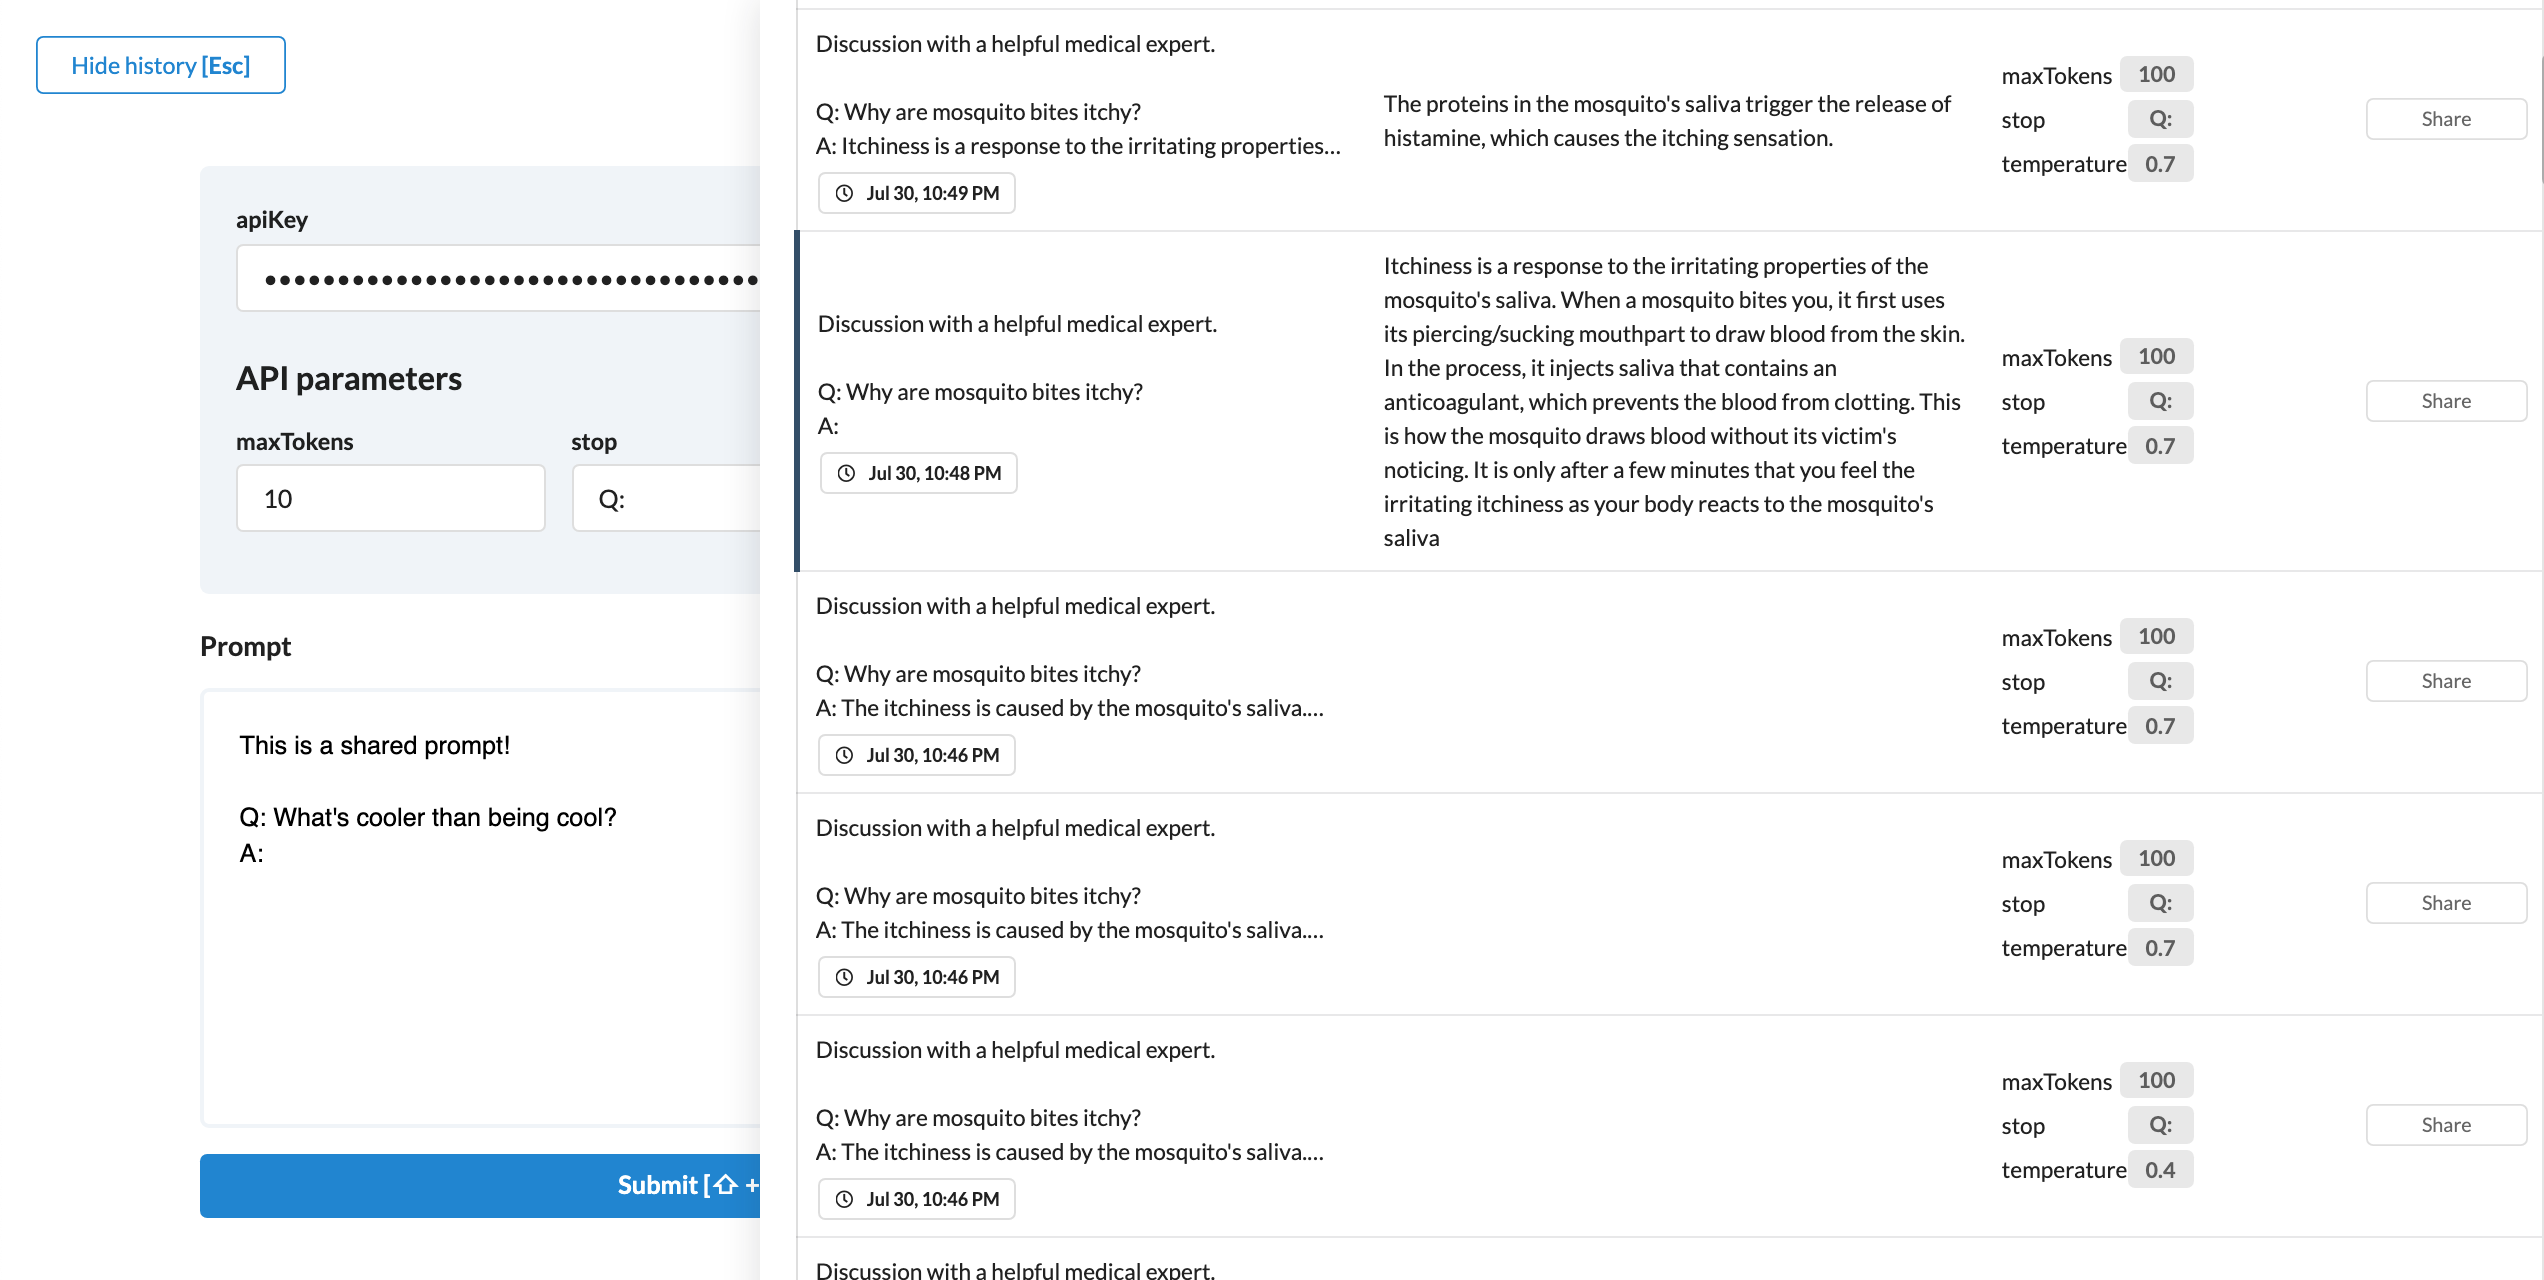 Hide history [Esc]
apiKey
API parameters
maxTokens
stop
10
Q:
Prompt
This is a shared prompt!
Q: What's cooler than being cool?
A:
Submit [⇧ +
Discussion with a helpful medical expert.
Q: Why are mosquito bites itchy?
A: Itchiness is a response to the irritating properties...
Jul 30, 10:49 PM
The proteins in the mosquito's saliva trigger the release of
histamine, which causes the itching sensation.
maxTokens 100
stop Q:
temperature 0.7
Share
Discussion with a helpful medical expert.
Q: Why are mosquito bites itchy?
A:
Jul 30, 10:48 PM
Itchiness is a response to the irritating properties of the
mosquito's saliva. When a mosquito bites you, it first uses
its piercing/sucking mouthpart to draw blood from the skin.
In the process, it injects saliva that contains an
anticoagulant, which prevents the blood from clotting. This
is how the mosquito draws blood without its victim's
noticing. It is only after a few minutes that you feel the
irritating itchiness as your body reacts to the mosquito's
saliva
maxTokens 100
stop Q:
temperature 0.7
Share
Discussion with a helpful medical expert.
Q: Why are mosquito bites itchy?
A: The itchiness is caused by the mosquito's saliva....
Jul 30, 10:46 PM
maxTokens 100
stop Q:
temperature 0.7
Share
Discussion with a helpful medical expert.
Q: Why are mosquito bites itchy?
A: The itchiness is caused by the mosquito's saliva....
Jul 30, 10:46 PM
maxTokens 100
stop Q:
temperature 0.7
Share
Discussion with a helpful medical expert.
Q: Why are mosquito bites itchy?
A: The itchiness is caused by the mosquito's saliva....
Jul 30, 10:46 PM
maxTokens 100
stop Q:
temperature 0.4
Share
Discussion with a helpful medical expert.